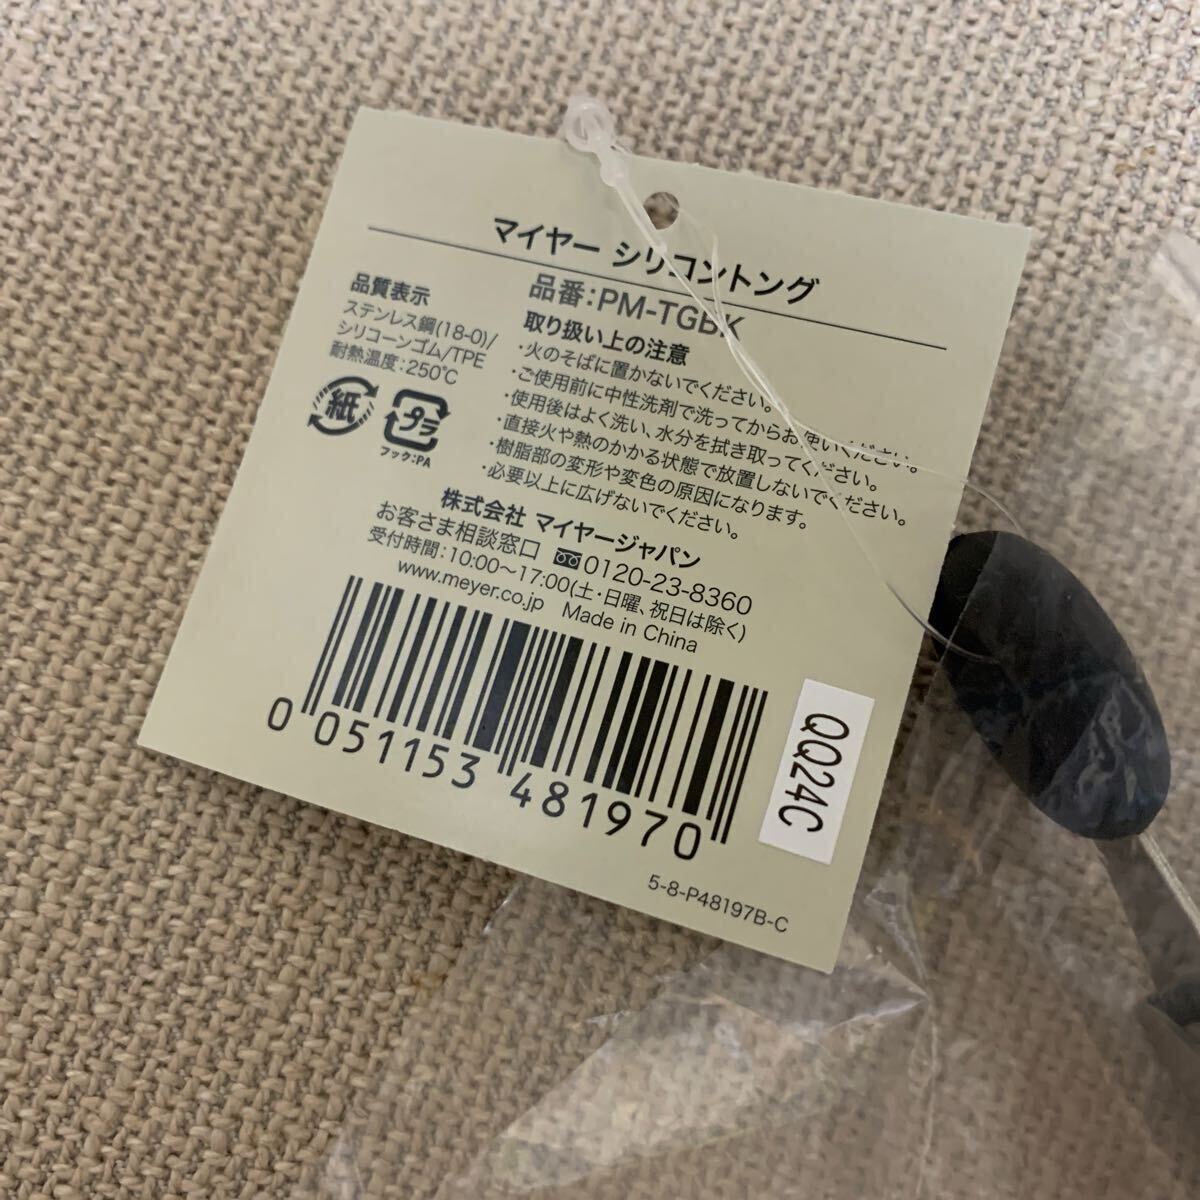 マイヤー シリコントング
品質表示
ステンレス鋼(18-0)/
シリコーンゴム/TPE
耐熱温度:250℃
紙
プラ
フック:PA
品番:PM-TGBK
取り扱い上の注意
・火のそばに置かないでください。
・ご使用前に中性洗剤で洗ってからお使いください。
・使用後はよく洗い、水分を拭き取ってください。
・直接火や熱のかかる状態で放置しないでください。
・樹脂部の変形や変色の原因になります。
・必要以上に広げないでください。
株式会社 マイヤージャパン
お客さま相談窓口 0120-23-8360
受付時間:10:00〜17:00(土・日曜、祝日は除く)
www.meyer.co.jp Made in China
0 051153 481970
QQ24C
5-8-P48197B-C